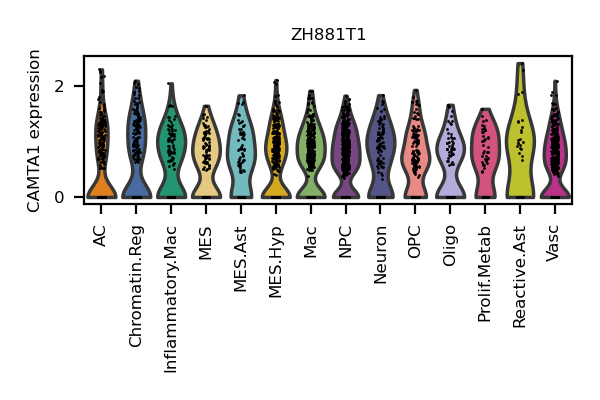 ZH881T1
CAMTA1 expression
2
0
AC
Chromatin.Reg
Inflammatory.Mac
MES
MES.Ast
MES.Hyp
Mac
NPC
Neuron
OPC
Oligo
Prolif.Metab
Reactive.Ast
Vasc